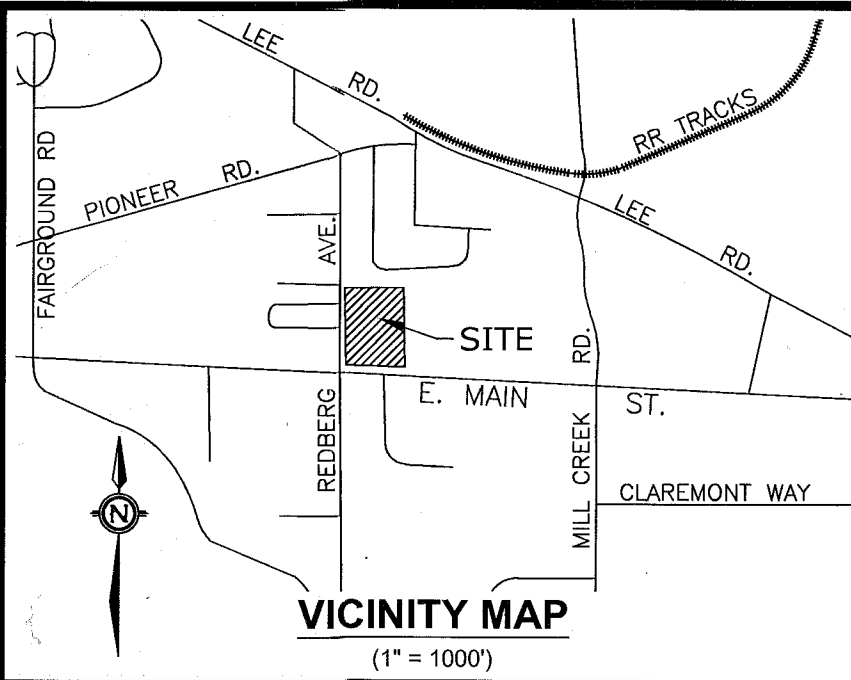 LEE
RD.
RR TRACKS
FAIRGROUND RD
PIONEER RD.
AVE.
LEE
RD.
SITE
RD.
E. MAIN ST.
REDBERG
MILL CREEK
CLAREMONT WAY
N
VICINITY MAP
(1" = 1000')